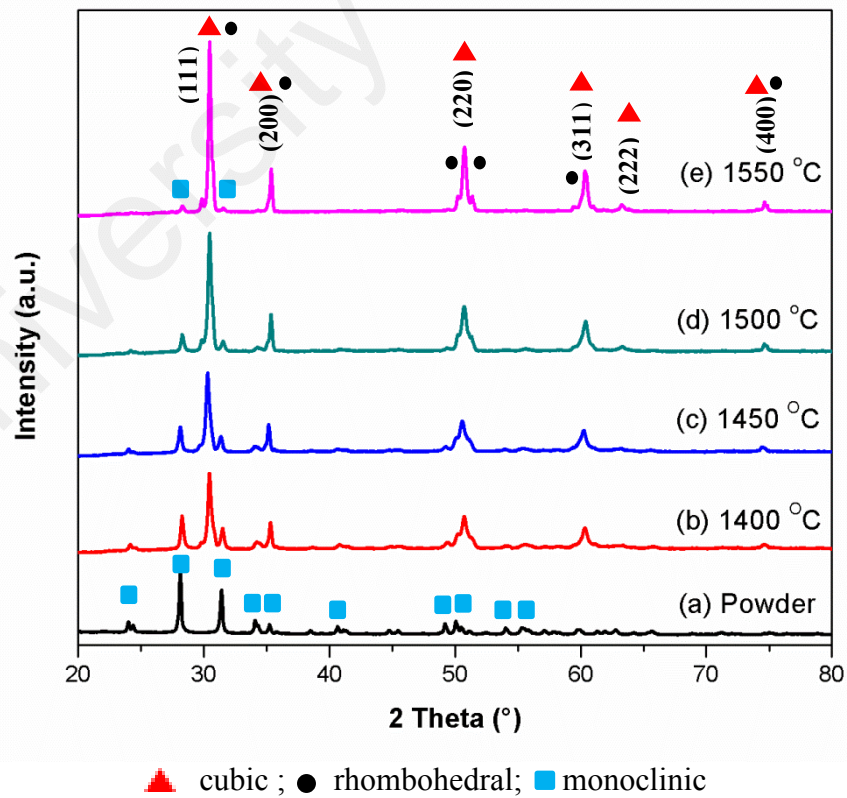 University
(111)
(200)
(220)
(311)
(222)
(400)
(e) 1550 °C
(d) 1500 °C
(c) 1450 °C
(b) 1400 °C
(a) Powder
Intensity (a.u.)
20 30 40 50 60 70 80
2 Theta (°)
cubic ; rhombohedral; monoclinic